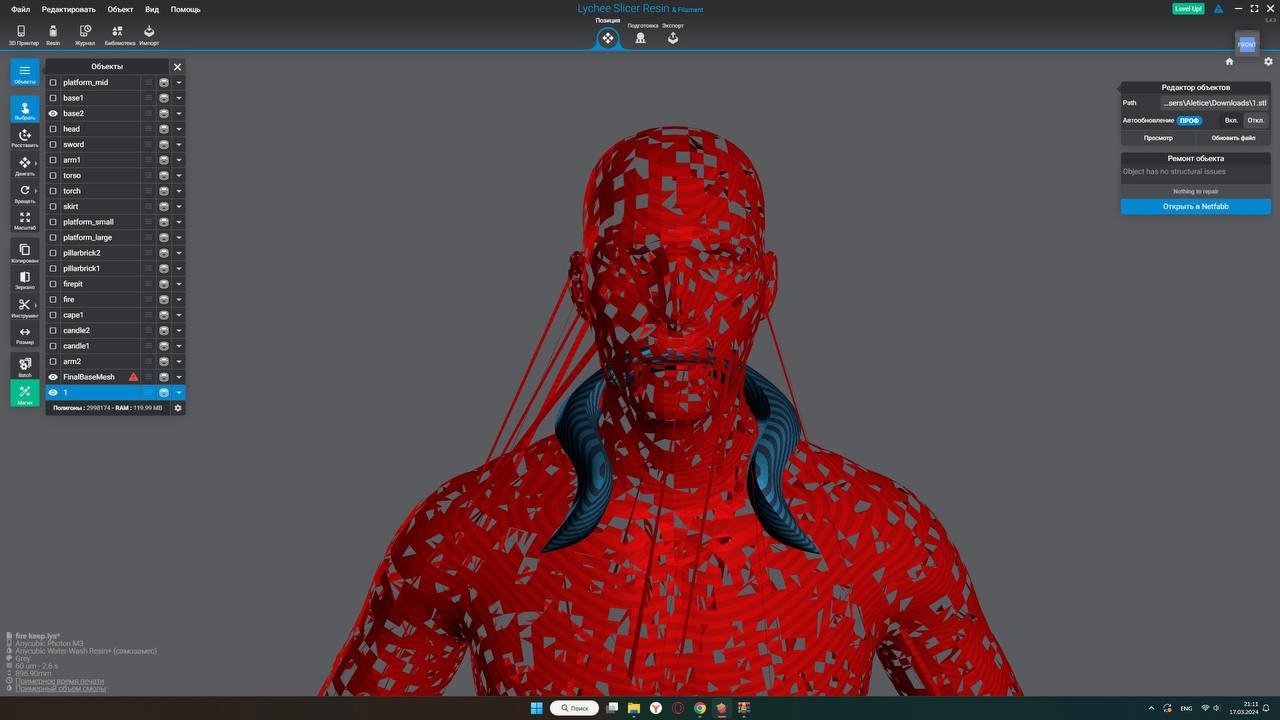 Файл Редактировать Объект Вид Помощь
Lychee Slicer Resin & Filament
Level Up!
5.4.3
3D Принтер Resin Журнал Библиотека Импорт
Позиция Подготовка Экспорт
FRONT
Объекты
Выбрать
Расставить
Двигать
Вращать
Масштаб
Копирован
Зеркало
Инструмент
Размер
Batch
Магия
Объекты
platform_mid
base1
base2
head
sword
arm1
torso
torch
skirt
platform_small
platform_large
pillarbrick2
pillarbrick1
firepit
fire
cape1
candle2
candle1
arm2
FinalBaseMesh
1
Полигоны : 2998174 - RAM : 119.99 MB
Редактор объектов
Path ...sers\Aletice\Downloads\1.stl
Автообновление ПРОФ Вкл. Откл.
Просмотр Обновить файл
Ремонт объекта
Object has no structural issues
Nothing to repair
Открыть в Netfabb
fire keep.lys*
Anycubic Photon M3
Anycubic Water-Wash Resin+ (самозамес)
Grey
60 um - 2.6 s
896.90mm
Примерное время печати
Примерный объем смолы
Поиск
ENG
21:11
17.03.2024